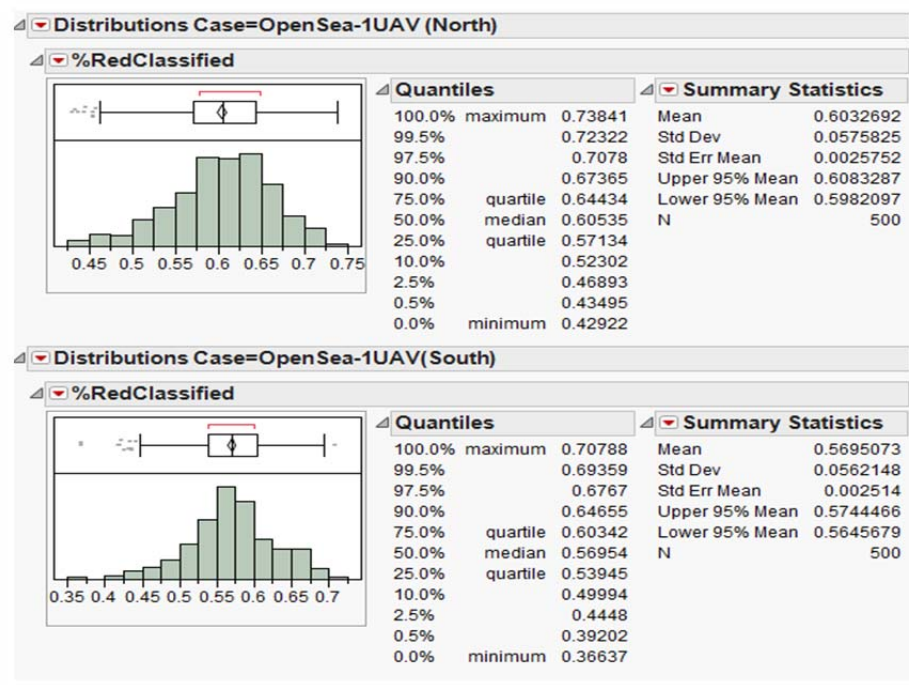 Distributions Case=OpenSea-1UAV (North)
%RedClassified
Quantiles
100.0% maximum 0.73841
99.5% 0.72322
97.5% 0.7078
90.0% 0.67365
75.0% quartile 0.64434
50.0% median 0.60535
25.0% quartile 0.57134
10.0% 0.52302
2.5% 0.46893
0.5% 0.43495
0.0% minimum 0.42922
Summary Statistics
Mean 0.6032692
Std Dev 0.0575825
Std Err Mean 0.0025752
Upper 95% Mean 0.6083287
Lower 95% Mean 0.5982097
N 500
0.45 0.5 0.55 0.6 0.65 0.7 0.75
Distributions Case=OpenSea-1UAV(South)
%RedClassified
Quantiles
100.0% maximum 0.70788
99.5% 0.69359
97.5% 0.6767
90.0% 0.64655
75.0% quartile 0.60342
50.0% median 0.56954
25.0% quartile 0.53945
10.0% 0.49994
2.5% 0.4448
0.5% 0.39202
0.0% minimum 0.36637
Summary Statistics
Mean 0.5695073
Std Dev 0.0562148
Std Err Mean 0.002514
Upper 95% Mean 0.5744466
Lower 95% Mean 0.5645679
N 500
0.35 0.4 0.45 0.5 0.55 0.6 0.65 0.7